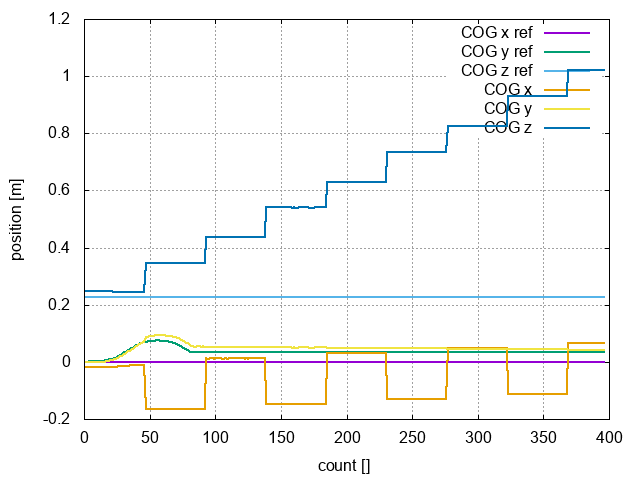 1.2
1
0.8
0.6
0.4
0.2
0
-0.2
position [m]
COG x ref
COG y ref
COG z ref
COG x
COG y
COG z
0 50 100 150 200 250 300 350 400
count []